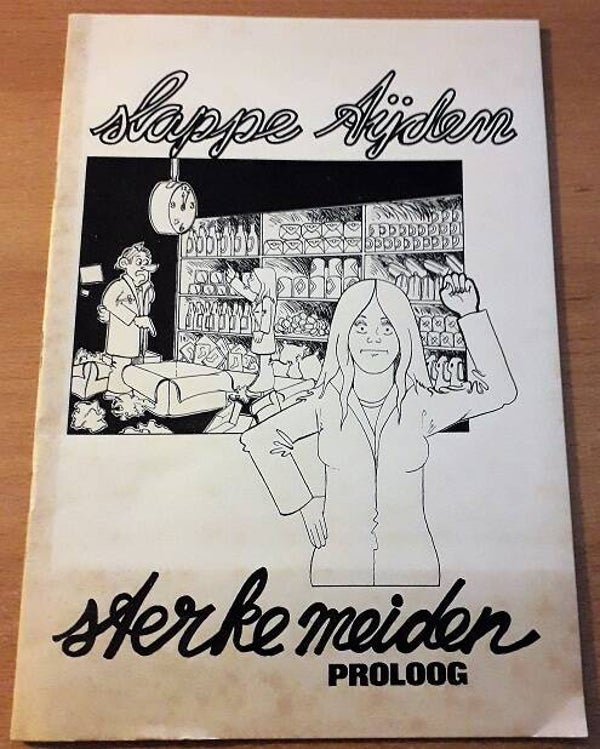 slappe tijden
sterke meiden
PROLOOG